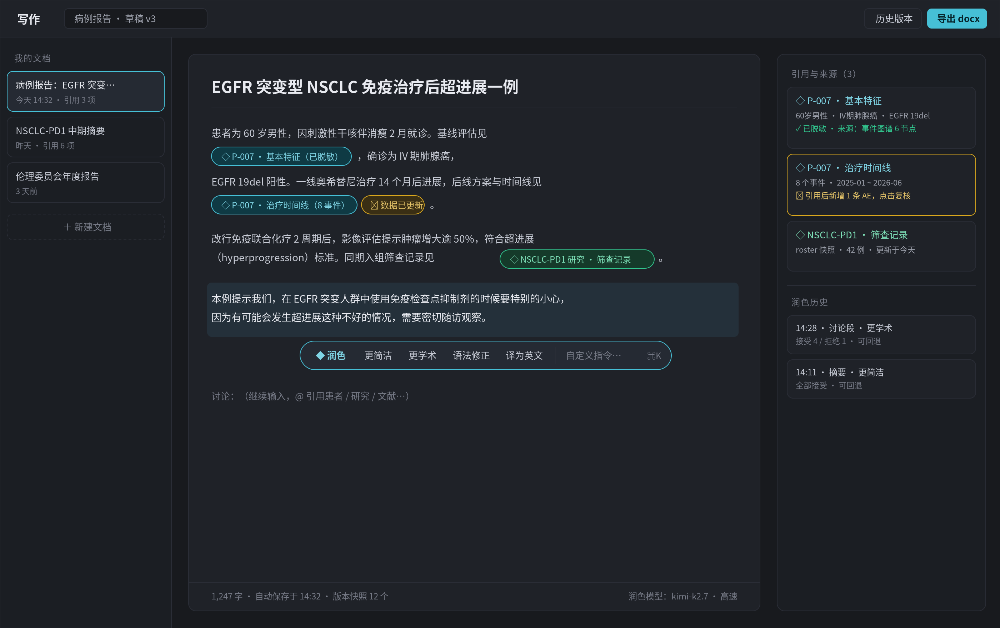 写作
病例报告 · 草稿 v3
历史版本
导出 docx
我的文档
病例报告：EGFR 突变…
今天 14:32 · 引用 3 项
NSCLC-PD1 中期摘要
昨天 · 引用 6 项
伦理委员会年度报告
3 天前
＋ 新建文档
EGFR 突变型 NSCLC 免疫治疗后超进展一例
患者为 60 岁男性，因刺激性干咳伴消瘦 2 月就诊。基线评估见
◇ P-007 · 基本特征（已脱敏） ，确诊为 IV 期肺腺癌，
EGFR 19del 阳性。一线奥希替尼治疗 14 个月后进展，后线方案与时间线见
◇ P-007 · 治疗时间线（8 事件） 数据已更新 。
改行免疫联合化疗 2 周期后，影像评估提示肿瘤增大逾 50%，符合超进展
（hyperprogression）标准。同期入组筛查记录见 ◇ NSCLC-PD1 研究 · 筛查记录 。
本例提示我们，在 EGFR 突变人群中使用免疫检查点抑制剂的时候要特别的小心，
因为有可能会发生超进展这种不好的情况，需要密切随访观察。
◆ 润色 更简洁 更学术 语法修正 译为英文 自定义指令… ⌘K
讨论：（继续输入，@ 引用患者 / 研究 / 文献…）
1,247 字 · 自动保存于 14:32 · 版本快照 12 个
润色模型：kimi-k2.7 · 高速
引用与来源（3）
◇ P-007 · 基本特征
60岁男性 · IV期肺腺癌 · EGFR 19del
✓ 已脱敏 · 来源：事件图谱 6 节点
◇ P-007 · 治疗时间线
8 个事件 · 2025-01 ~ 2026-06
引用后新增 1 条 AE，点击复核
◇ NSCLC-PD1 · 筛查记录
roster 快照 · 42 例 · 更新于今天
润色历史
14:28 · 讨论段 · 更学术
接受 4 / 拒绝 1 · 可回退
14:11 · 摘要 · 更简洁
全部接受 · 可回退